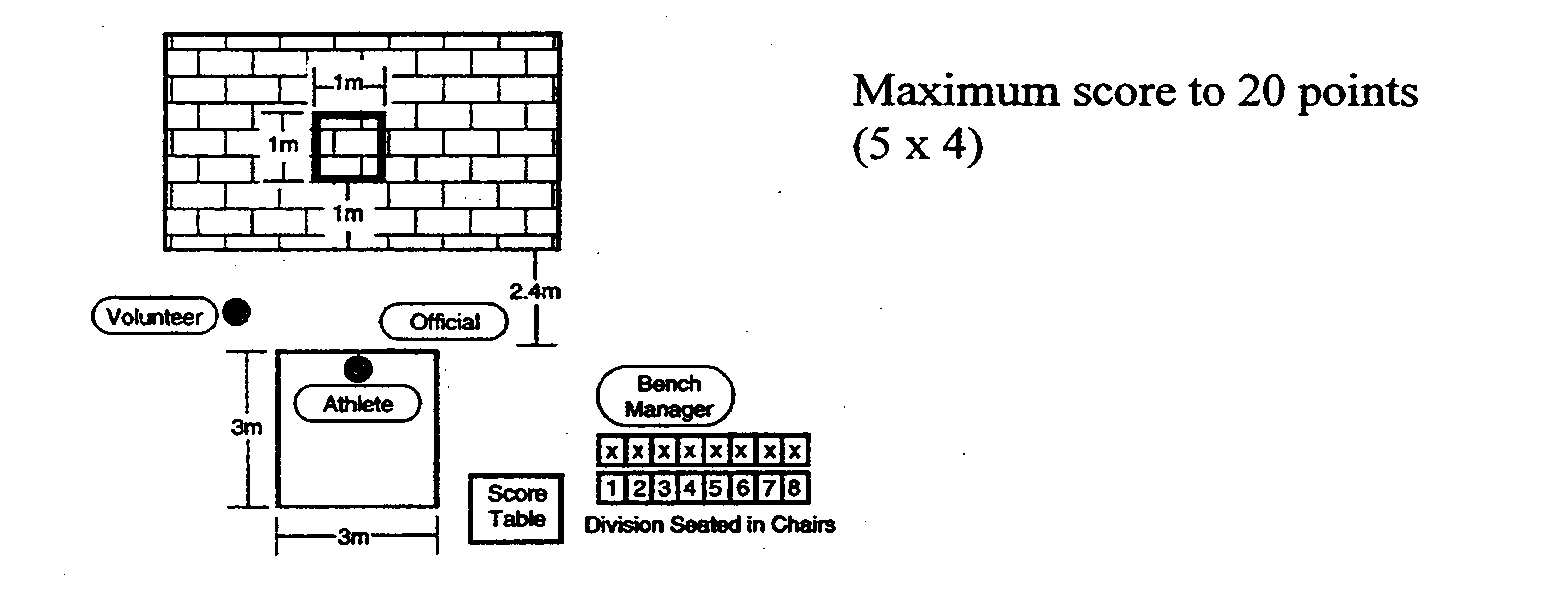 Maximum score to 20 points
(5 x 4)
1m
1m
1m
2.4m
Volunteer
Official
Athlete
3m
3m
Bench
Manager
x x x x x x x x
1 2 3 4 5 6 7 8
Score
Table
Division Seated in Chairs